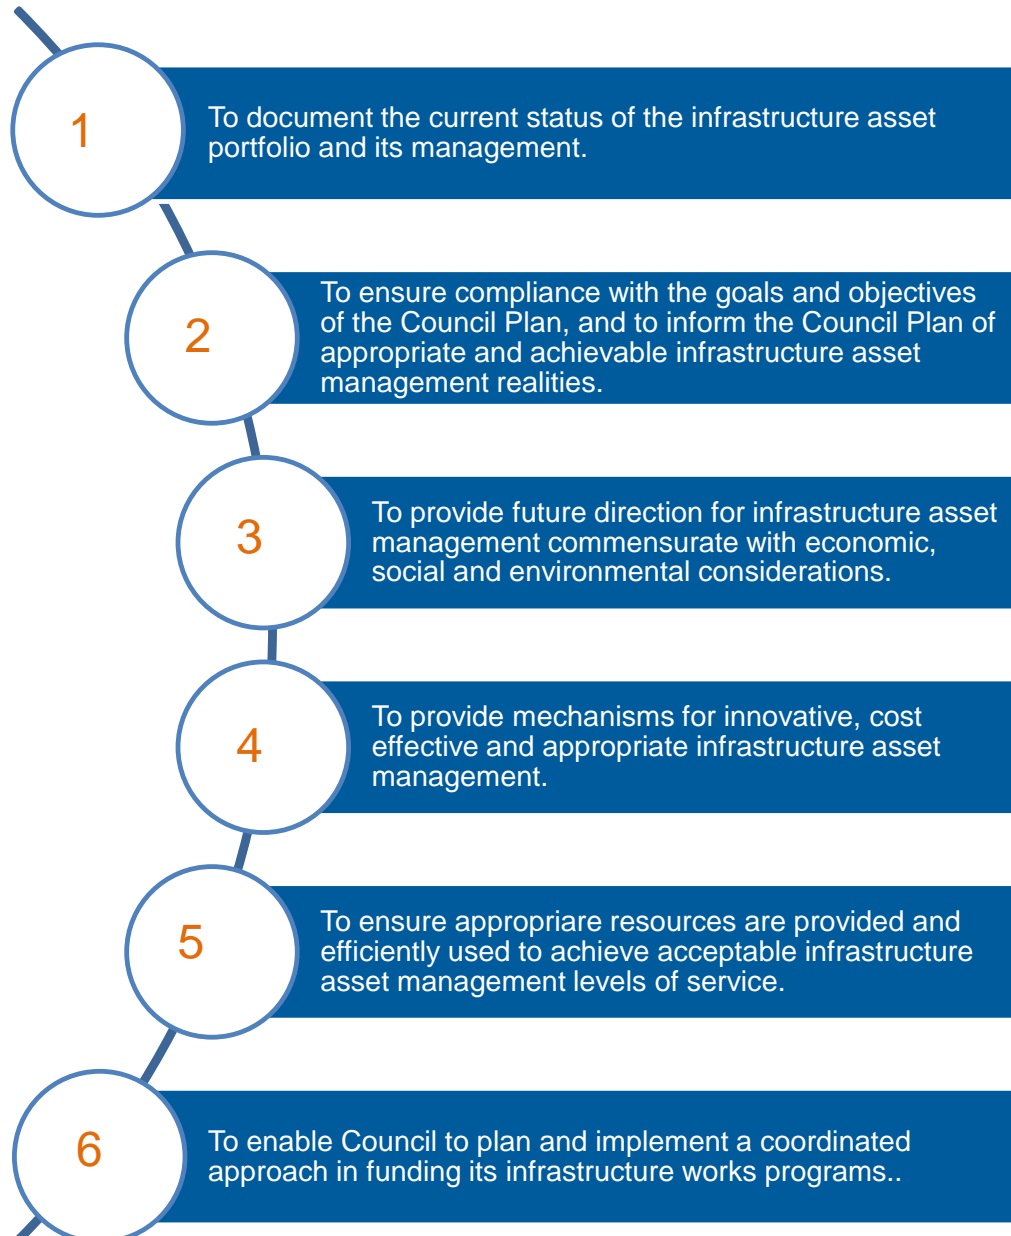 1
To document the current status of the infrastructure asset
portfolio and its management.
2
To ensure compliance with the goals and objectives
of the Council Plan, and to inform the Council Plan of
appropriate and achievable infrastructure asset
management realities.
3
To provide future direction for infrastructure asset
management commensurate with economic,
social and environmental considerations.
4
To provide mechanisms for innovative, cost
effective and appropriate infrastructure asset
management.
5
To ensure appropriare resources are provided and
efficiently used to achieve acceptable infrastructure
asset management levels of service.
6
To enable Council to plan and implement a coordinated
approach in funding its infrastructure works programs..